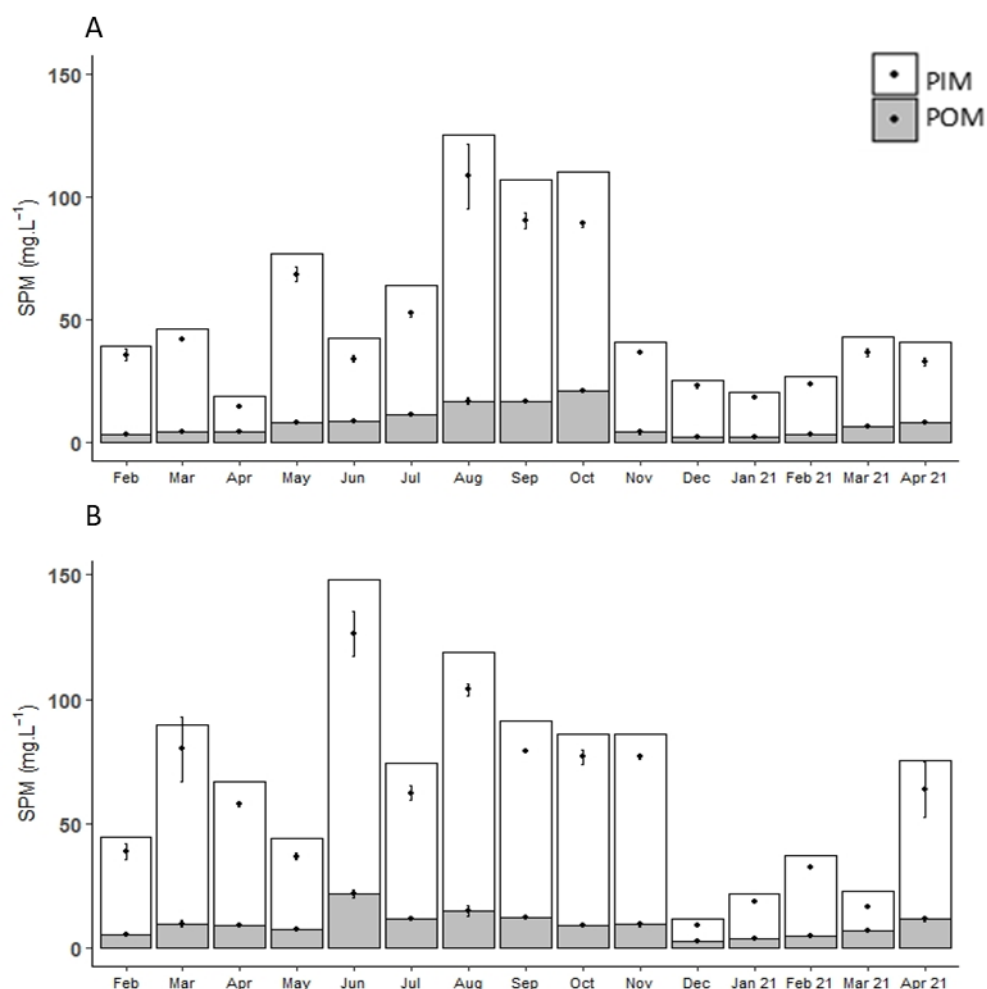 A
150
100
50
0
SPM (mg.L⁻¹)
PIM
POM
Feb Mar Apr May Jun Jul Aug Sep Oct Nov Dec Jan 21 Feb 21 Mar 21 Apr 21
B
150
100
50
0
SPM (mg.L⁻¹)
Feb Mar Apr May Jun Jul Aug Sep Oct Nov Dec Jan 21 Feb 21 Mar 21 Apr 21